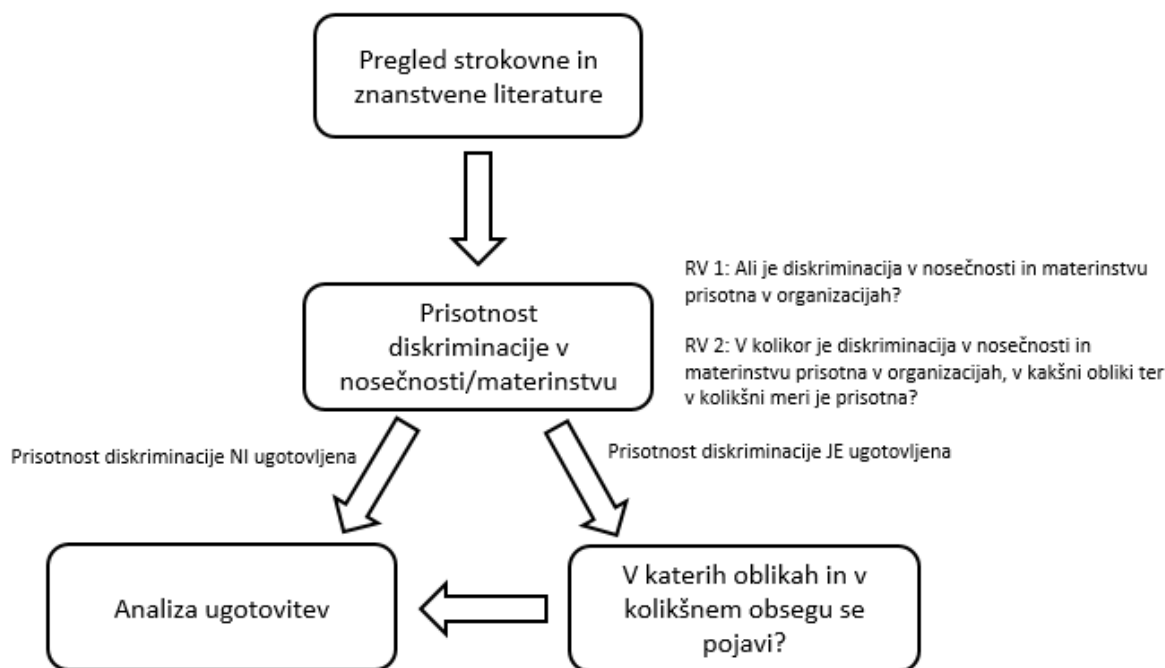 Pregled strokovne in
znanstvene literature
RV 1: Ali je diskriminacija v nosečnosti in materinstvu
prisotna v organizacijah?
Prisotnost
diskriminacije v
nosečnosti/materinstvu
RV 2: V kolikor je diskriminacija v nosečnosti in
materinstvu prisotna v organizacijah, v kakšni obliki ter
v kolikšni meri je prisotna?
Prisotnost diskriminacije NI ugotovljena
Prisotnost diskriminacije JE ugotovljena
Analiza ugotovitev
V katerih oblikah in v
kolikšnem obsegu se
pojavi?